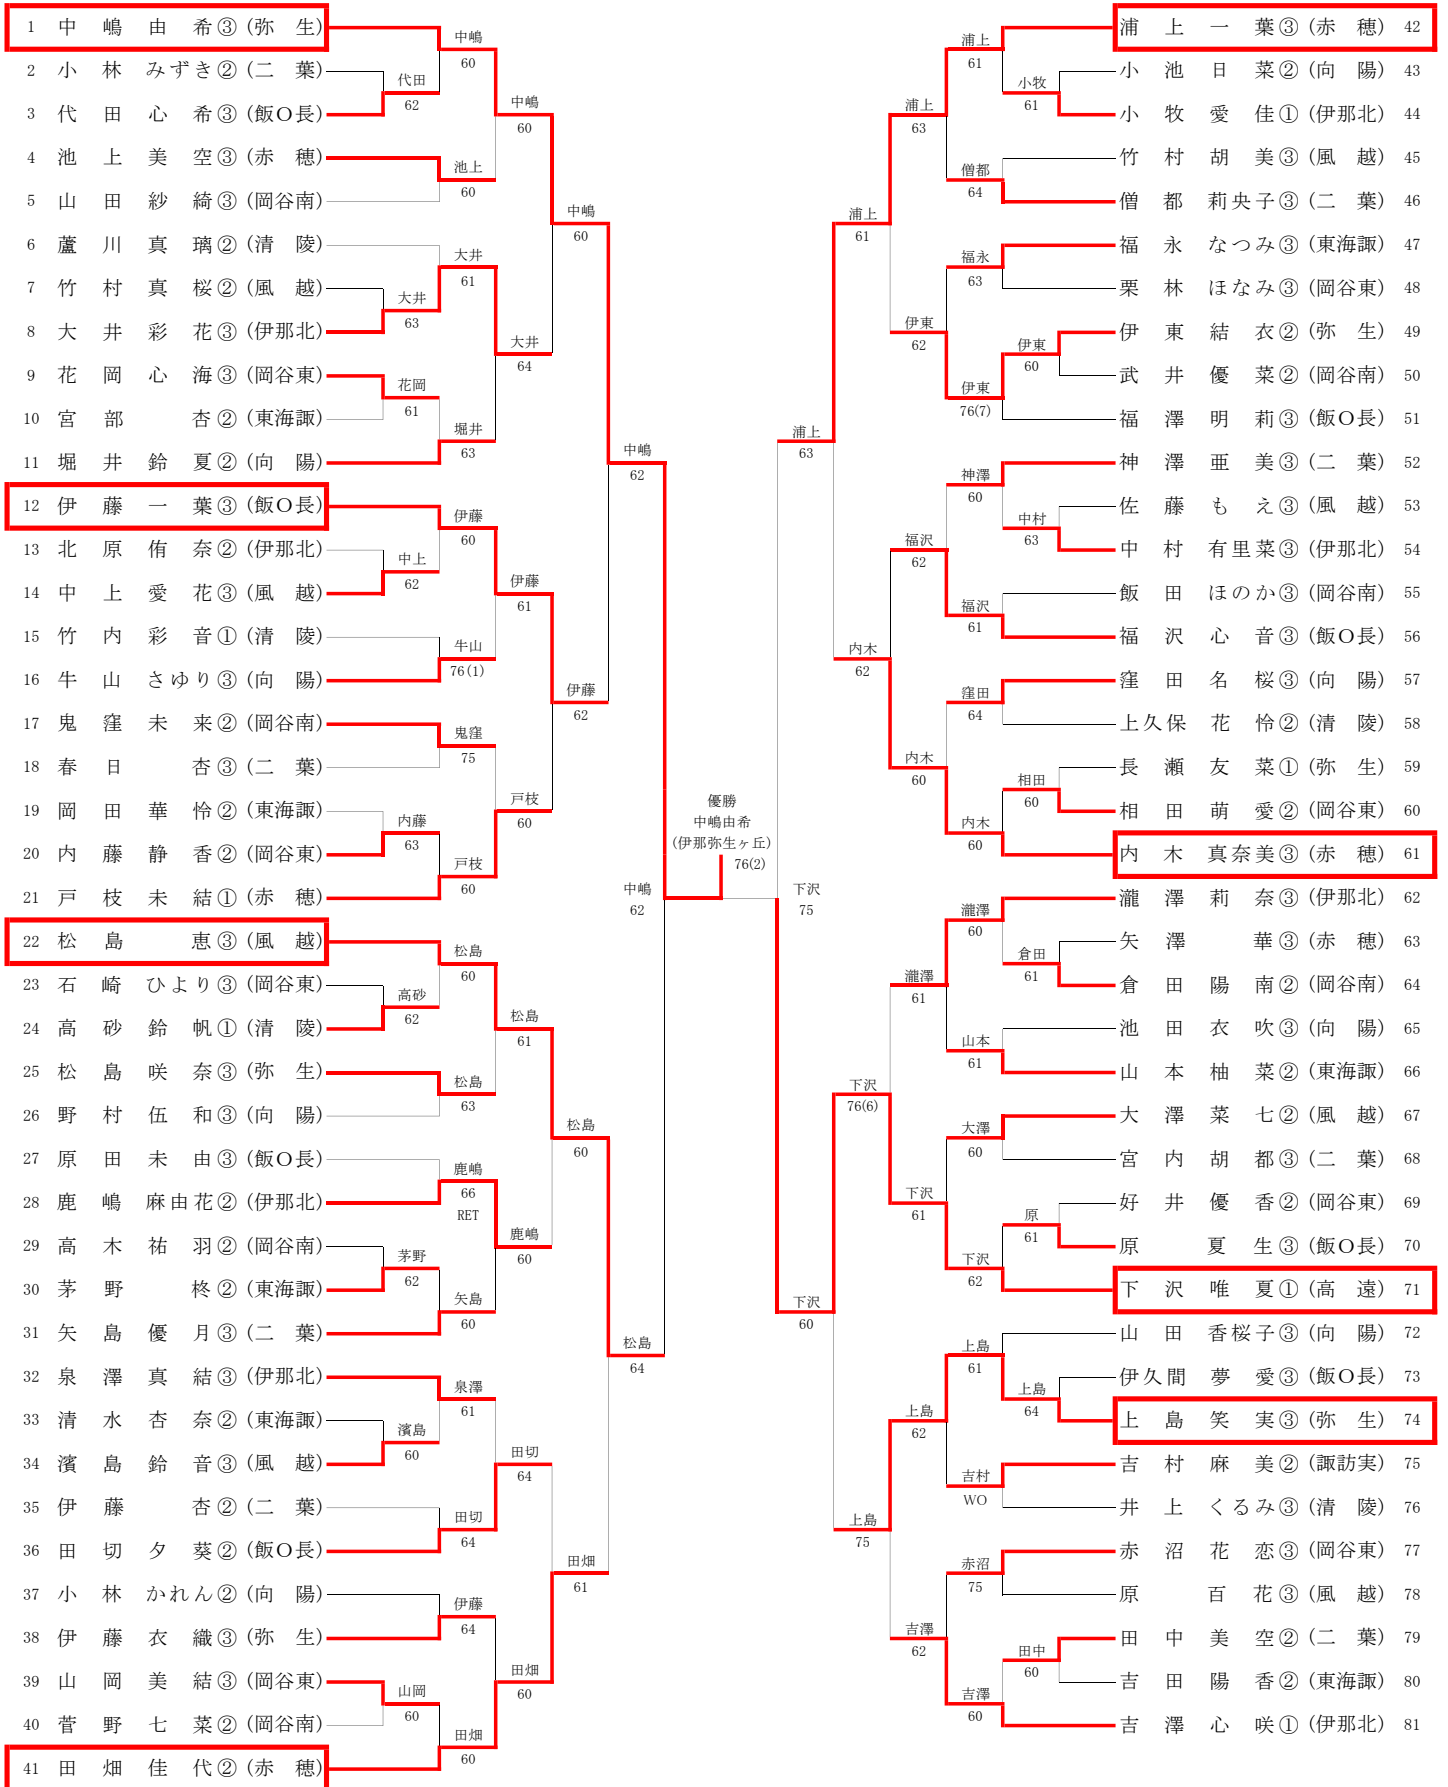 1 中嶋由希③(弥生)
2 小林みずき②(二葉)
3 代田心希③(飯O長)
4 池上美空③(赤穂)
5 山田紗綺③(岡谷南)
6 蘆川真璃②(清陵)
7 竹村真桜②(風越)
8 大井彩花③(伊那北)
9 花岡心海③(岡谷東)
10 宮部杏②(東海諏)
11 堀井鈴夏②(向陽)
12 伊藤一葉③(飯O長)
13 北原侑奈②(伊那北)
14 中上愛花③(風越)
15 竹内彩音①(清陵)
16 牛山さゆり③(向陽)
17 鬼窪未来②(岡谷南)
18 春日杏③(二葉)
19 岡田華怜②(東海諏)
20 内藤静香②(岡谷東)
21 戸枝未結①(赤穂)
22 松島恵③(風越)
23 石崎ひより③(岡谷東)
24 高砂鈴帆①(清陵)
25 松島咲奈③(弥生)
26 野村伍和③(向陽)
27 原田未由③(飯O長)
28 鹿嶋麻由花②(伊那北)
29 高木祐羽②(岡谷南)
30 茅野柊②(東海諏)
31 矢島優月③(二葉)
32 泉澤真結③(伊那北)
33 清水杏奈②(東海諏)
34 濱島鈴音③(風越)
35 伊藤杏②(二葉)
36 田切夕葵②(飯O長)
37 小林かれん②(向陽)
38 伊藤衣織③(弥生)
39 山岡美結③(岡谷東)
40 菅野七菜②(岡谷南)
41 田畑佳代②(赤穂)
代田
62
大井
63
花岡
61
中上
62
内藤
63
高砂
62
茅野
62
濱島
60
山岡
60
中嶋
60
池上
60
大井
61
堀井
63
伊藤
60
牛山
76(1)
鬼窪
75
戸枝
60
松島
60
松島
63
鹿嶋
66
RET
矢島
60
泉澤
61
田切
64
伊藤
64
田畑
60
中嶋
60
大井
64
伊藤
61
戸枝
60
松島
61
鹿嶋
60
田切
64
田畑
60
中嶋
60
伊藤
62
松島
60
田畑
61
中嶋
62
松島
64
中嶋
62
優勝
中嶋由希
(伊那弥生ヶ丘)
76(2)
下沢
75
浦上
63
下沢
60
浦上
61
内木
62
下沢
76(6)
上島
75
浦上
63
伊東
62
福沢
62
内木
60
瀧澤
61
下沢
61
上島
62
吉澤
62
浦上
61
僧都
64
福永
63
伊東
76(7)
神澤
60
福沢
61
窪田
64
内木
60
瀧澤
60
山本
61
大澤
60
下沢
62
上島
61
吉村
WO
赤沼
75
吉澤
60
小牧
61
伊東
60
中村
63
相田
60
倉田
61
原
61
上島
64
田中
60
浦上一葉③(赤穂) 42
小池日菜②(向陽) 43
小牧愛佳①(伊那北) 44
竹村胡美③(風越) 45
僧都莉央子③(二葉) 46
福永なつみ③(東海諏) 47
栗林ほなみ③(岡谷東) 48
伊東結衣②(弥生) 49
武井優菜②(岡谷南) 50
福澤明莉③(飯O長) 51
神澤亜美③(二葉) 52
佐藤もえ③(風越) 53
中村有里菜③(伊那北) 54
飯田ほのか③(岡谷南) 55
福沢心音③(飯O長) 56
窪田名桜③(向陽) 57
上久保花怜②(清陵) 58
長瀬友菜①(弥生) 59
相田萌愛②(岡谷東) 60
内木真奈美③(赤穂) 61
瀧澤莉奈③(伊那北) 62
矢澤華③(赤穂) 63
倉田陽南②(岡谷南) 64
池田衣吹③(向陽) 65
山本柚菜②(東海諏) 66
大澤菜七②(風越) 67
宮内胡都③(二葉) 68
好井優香②(岡谷東) 69
原夏生③(飯O長) 70
下沢唯夏①(高遠) 71
山田香桜子③(向陽) 72
伊久間夢愛③(飯O長) 73
上島笑実③(弥生) 74
吉村麻美②(諏訪実) 75
井上くるみ③(清陵) 76
赤沼花恋③(岡谷東) 77
原百花③(風越) 78
田中美空②(二葉) 79
吉田陽香②(東海諏) 80
吉澤心咲①(伊那北) 81